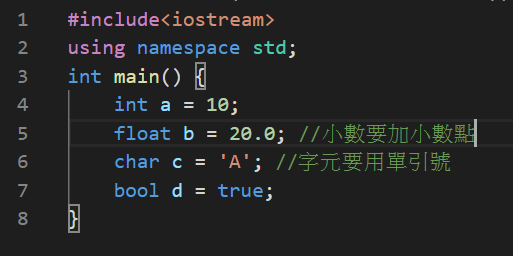 1 #include<iostream>
2 using namespace std;
3 int main() {
4 int a = 10;
5 float b = 20.0; //小數要加小數點
6 char c = 'A'; //字元要用單引號
7 bool d = true;
8 }